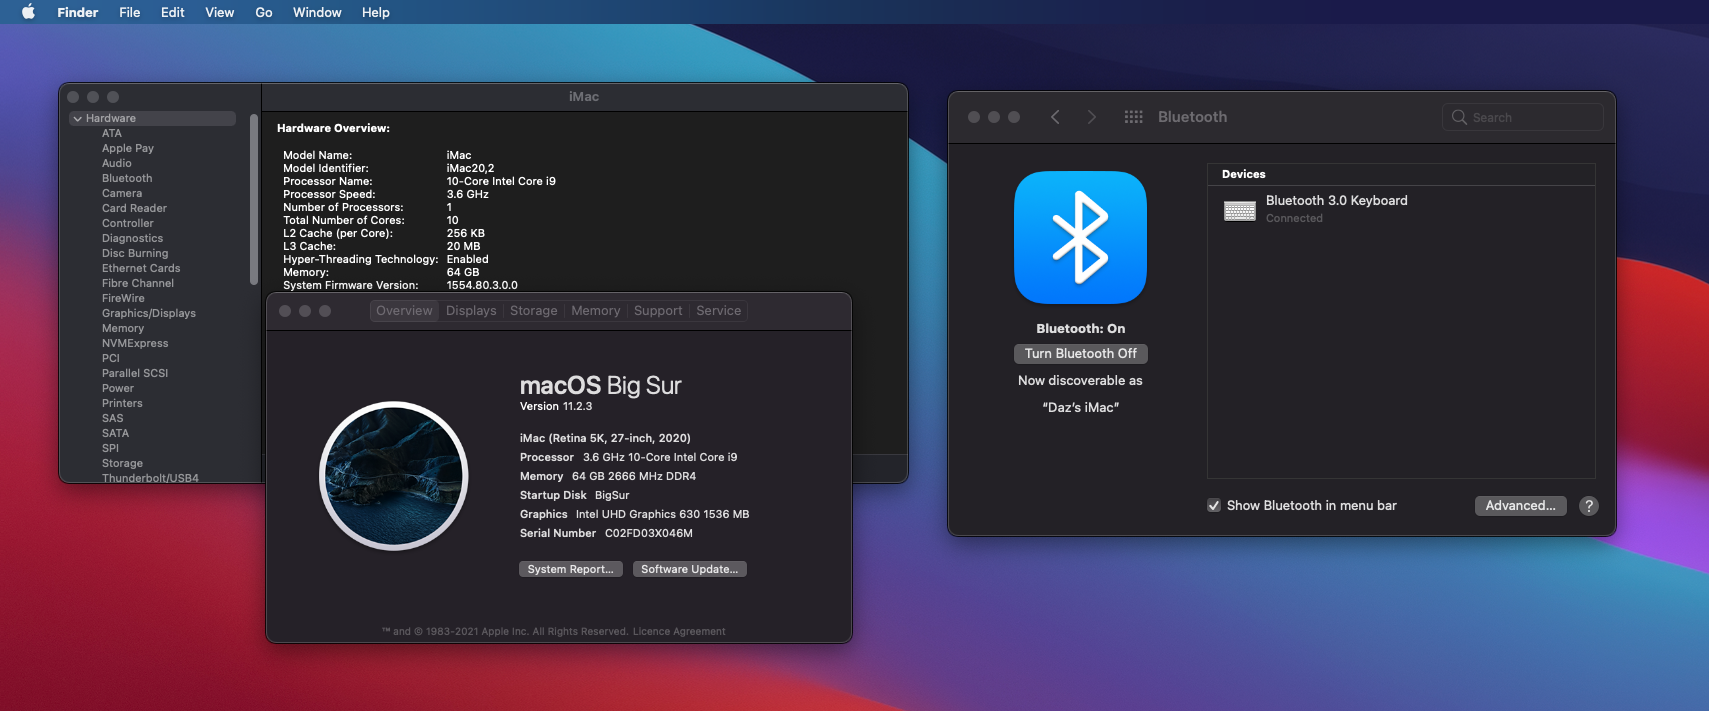 Finder File Edit View Go Window Help
iMac
Hardware
ATA
Apple Pay
Audio
Bluetooth
Camera
Card Reader
Controller
Diagnostics
Disc Burning
Ethernet Cards
Fibre Channel
FireWire
Graphics/Displays
Memory
NVMExpress
PCI
Parallel SCSI
Power
Printers
SAS
SATA
SPI
Storage
Thunderbolt/USB4
Hardware Overview:
Model Name: iMac
Model Identifier: iMac20,2
Processor Name: 10-Core Intel Core i9
Processor Speed: 3.6 GHz
Number of Processors: 1
Total Number of Cores: 10
L2 Cache (per Core): 256 KB
L3 Cache: 20 MB
Hyper-Threading Technology: Enabled
Memory: 64 GB
System Firmware Version: 1554.80.3.0.0
Overview Displays Storage Memory Support Service
macOS Big Sur
Version 11.2.3
iMac (Retina 5K, 27-inch, 2020)
Processor 3.6 GHz 10-Core Intel Core i9
Memory 64 GB 2666 MHz DDR4
Startup Disk BigSur
Graphics Intel UHD Graphics 630 1536 MB
Serial Number C02FD03X046M
System Report... Software Update...
™ and © 1983-2021 Apple Inc. All Rights Reserved. Licence Agreement
Bluetooth
Search
Bluetooth: On
Turn Bluetooth Off
Now discoverable as
“Daz’s iMac”
Devices
Bluetooth 3.0 Keyboard
Connected
Show Bluetooth in menu bar
Advanced...
?